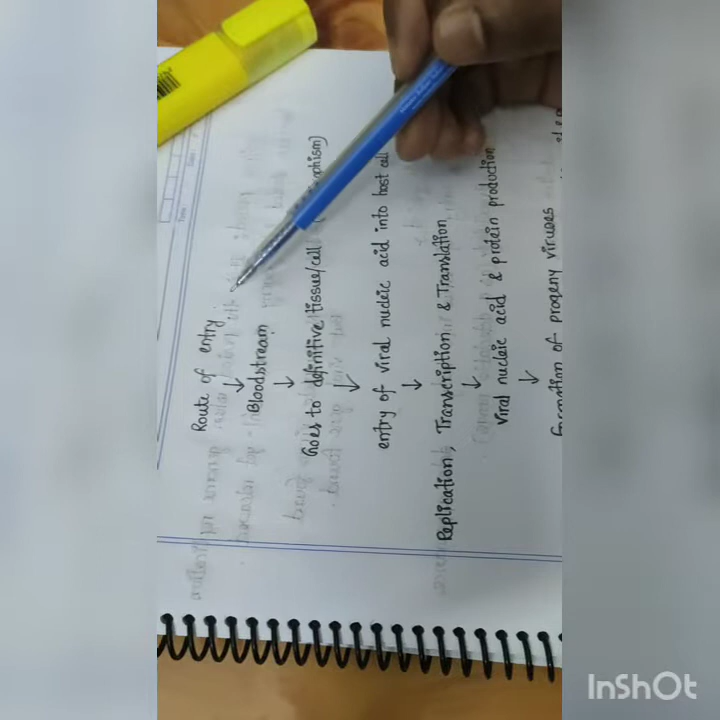 Route of entry
↓
Bloodstream
↓
Goes to definitive tissue/cell
↓
entry of viral nucleic acid into host cell
↓
Replication, Transcription & Translation
↓
Viral nucleic acid & protein production
↓
Formation of progeny viruses
InShOt